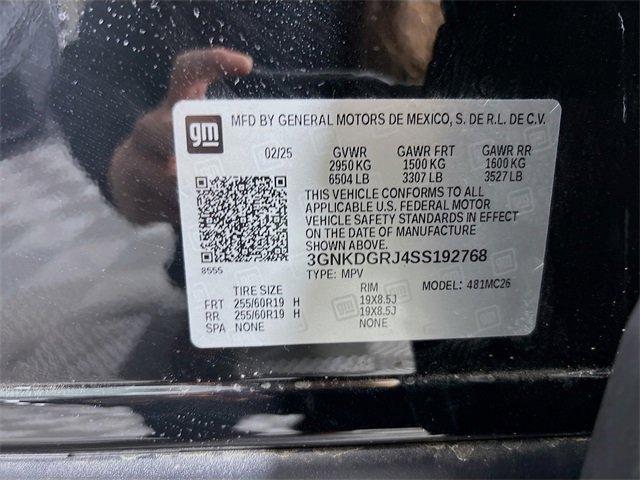 gm MFD BY GENERAL MOTORS DE MEXICO, S. DE R.L. DE C.V.
02/25 GVWR GAWR FRT GAWR RR
2950 KG 1500 KG 1600 KG
6504 LB 3307 LB 3527 LB
THIS VEHICLE CONFORMS TO ALL
APPLICABLE U.S. FEDERAL MOTOR
VEHICLE SAFETY STANDARDS IN EFFECT
ON THE DATE OF MANUFACTURE
SHOWN ABOVE.
3GNKDGRJ4SS192768
8555
TYPE: MPV MODEL: 481MC26
TIRE SIZE RIM
FRT 255/60R19 H 19X8.5J
RR 255/60R19 H 19X8.5J
SPA NONE NONE